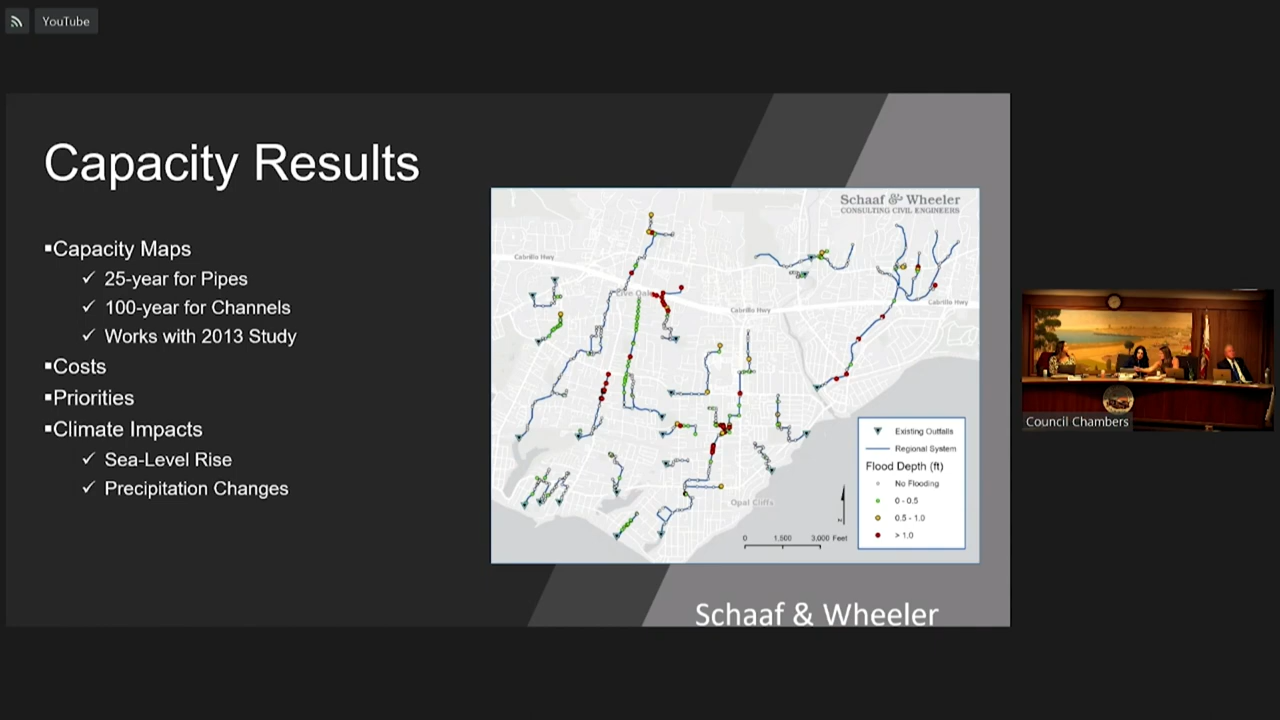 YouTube
Capacity Results
▪Capacity Maps
✓ 25-year for Pipes
✓ 100-year for Channels
✓ Works with 2013 Study
▪Costs
▪Priorities
▪Climate Impacts
✓ Sea-Level Rise
✓ Precipitation Changes
Schaaf & Wheeler
CONSULTING CIVIL ENGINEERS
Cabrillo Hwy
Live Oak
Cabrillo Hwy
Cabrillo Hwy
Opal Cliffs
Existing Outfalls
Regional System
Flood Depth (ft)
No Flooding
0 - 0.5
0.5 - 1.0
> 1.0
0 1,500 3,000 Feet
Schaaf & Wheeler
Council Chambers